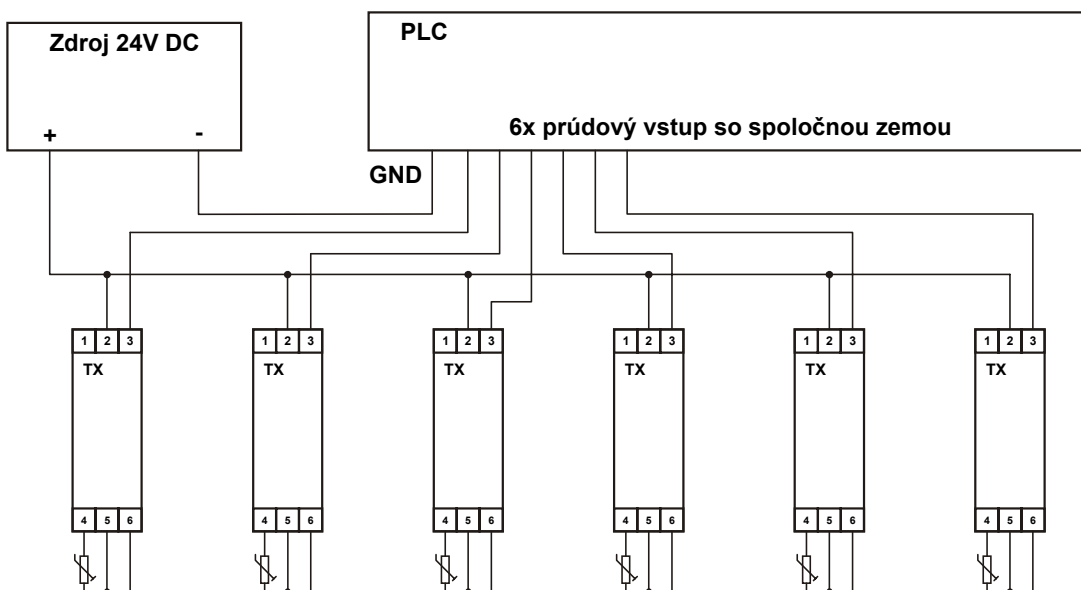 Zdroj 24V DC
PLC
+ -
6x prúdový vstup so spoločnou zemou
GND
1 2 3 1 2 3 1 2 3 1 2 3 1 2 3 1 2 3
TX TX TX TX TX TX
4 5 6 4 5 6 4 5 6 4 5 6 4 5 6 4 5 6